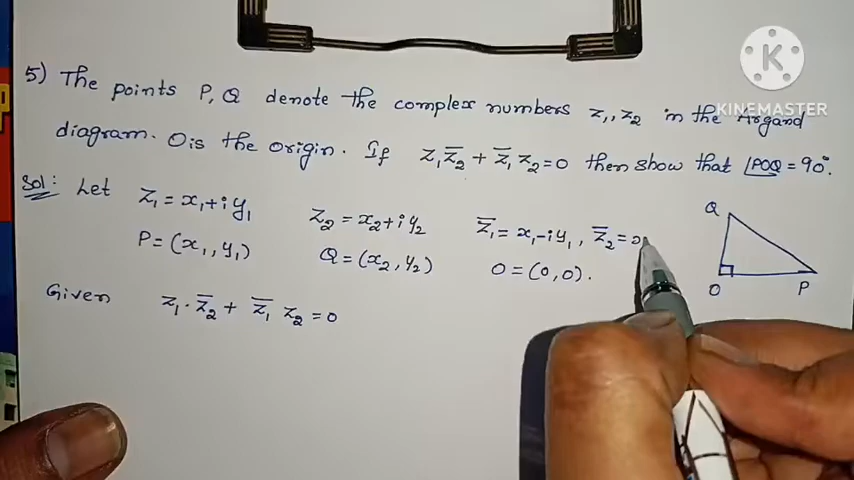 5) The points P, Q denote the complex numbers z₁, z₂ in the Argand
diagram. O is the origin. If z₁z̅₂ + z̅₁z₂ = 0 then show that ∠POQ = 90°.
Sol: Let z₁ = x₁+iy₁ z₂ = x₂+iy₂ z̅₁ = x₁-iy₁, z̅₂ = x
P = (x₁, y₁) Q = (x₂, y₂) O = (0, 0).
Given z₁ · z̅₂ + z̅₁ z₂ = 0
Q
O P
K
KINEMASTER